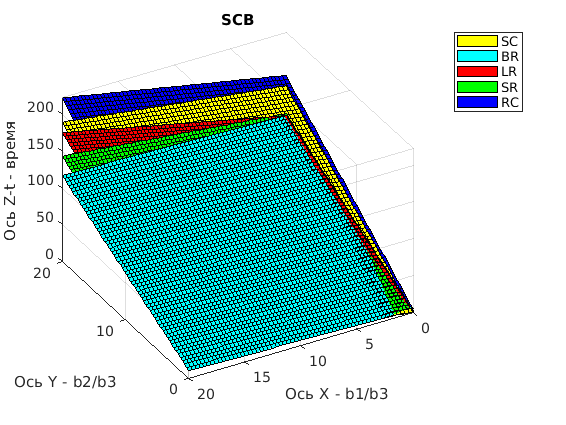 SCB
SC
BR
LR
SR
RC
200
150
100
50
0
20
10
0
20
15
10
5
0
Ось Z-t - время
Ось Y - b2/b3
Ось X - b1/b3